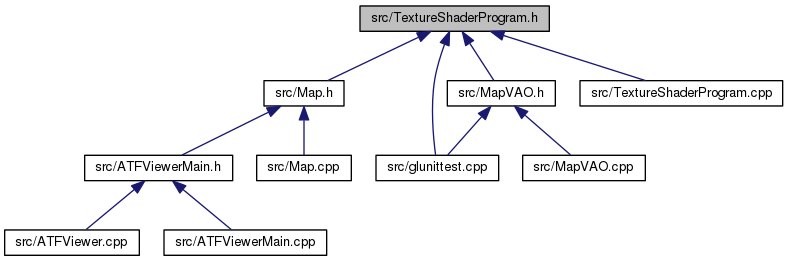 src/TextureShaderProgram.h
src/Map.h
src/MapVAO.h
src/TextureShaderProgram.cpp
src/ATFViewerMain.h
src/Map.cpp
src/glunittest.cpp
src/MapVAO.cpp
src/ATFViewer.cpp
src/ATFViewerMain.cpp